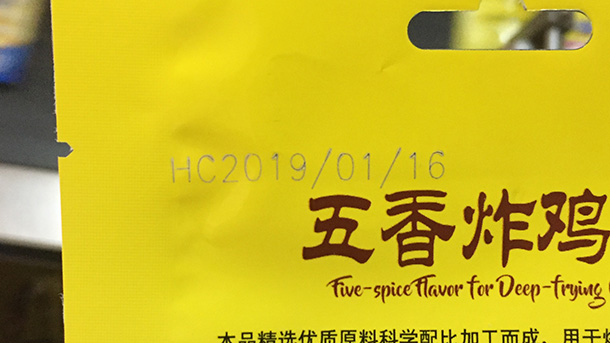 HC2019/01/16
五香炸鸡
Five-spice Flavor for Deep-frying
本品精选优质原料科学配比加工而成，用于